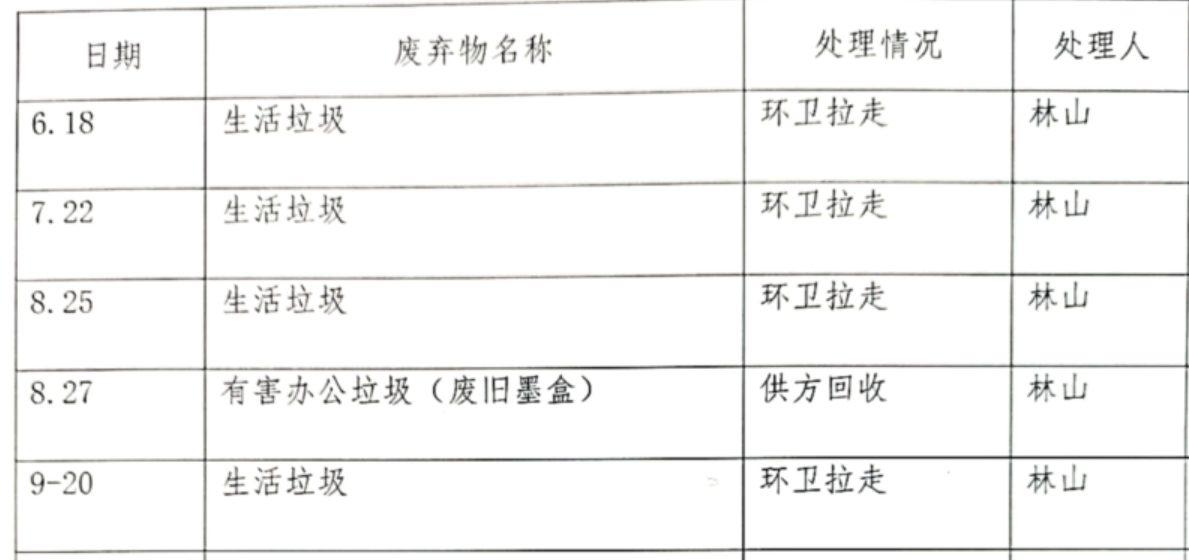 日期 废弃物名称 处理情况 处理人
6.18 生活垃圾 环卫拉走 林山
7.22 生活垃圾 环卫拉走 林山
8.25 生活垃圾 环卫拉走 林山
8.27 有害办公垃圾（废旧墨盒） 供方回收 林山
9-20 生活垃圾 环卫拉走 林山